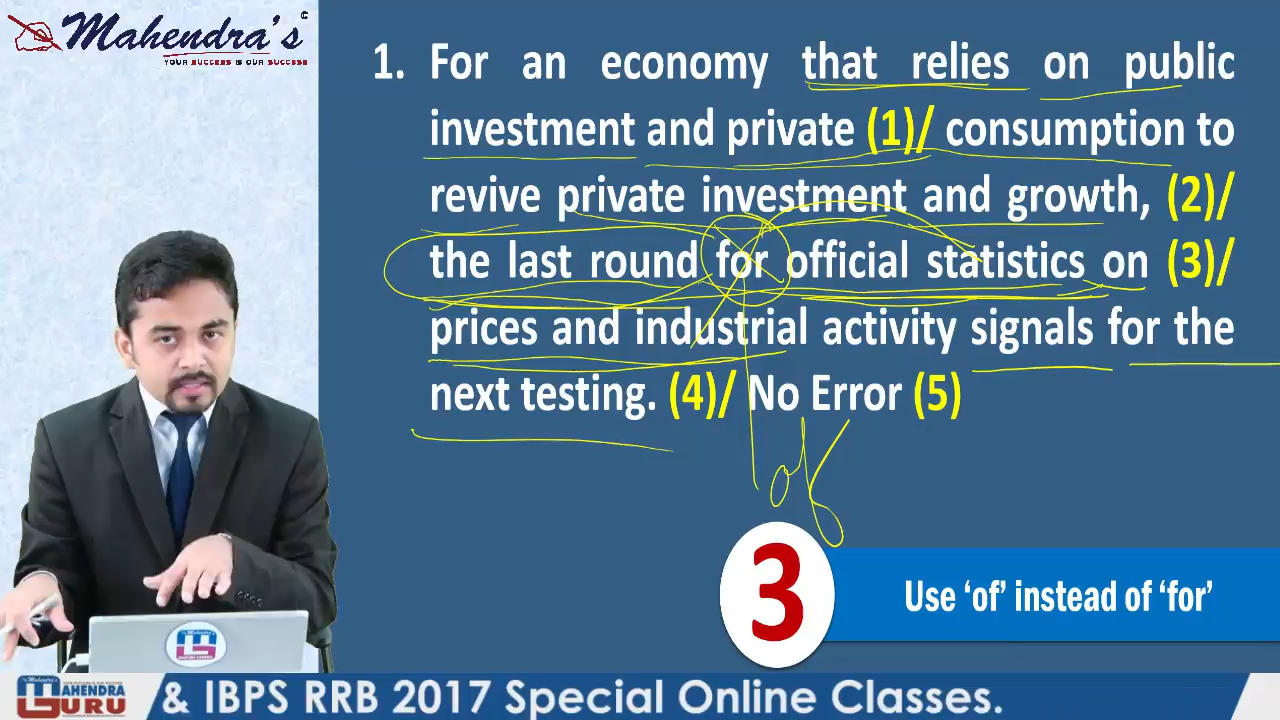 Mahendra's
YOUR SUCCESS IS OUR SUCCESS
1. For an economy that relies on public
investment and private (1)/ consumption to
revive private investment and growth, (2)/
the last round for official statistics on (3)/
prices and industrial activity signals for the
next testing. (4)/ No Error (5)
of
3
Use ‘of’ instead of ‘for’
MAHENDRA
GURU
& IBPS RRB 2017 Special Online Classes.